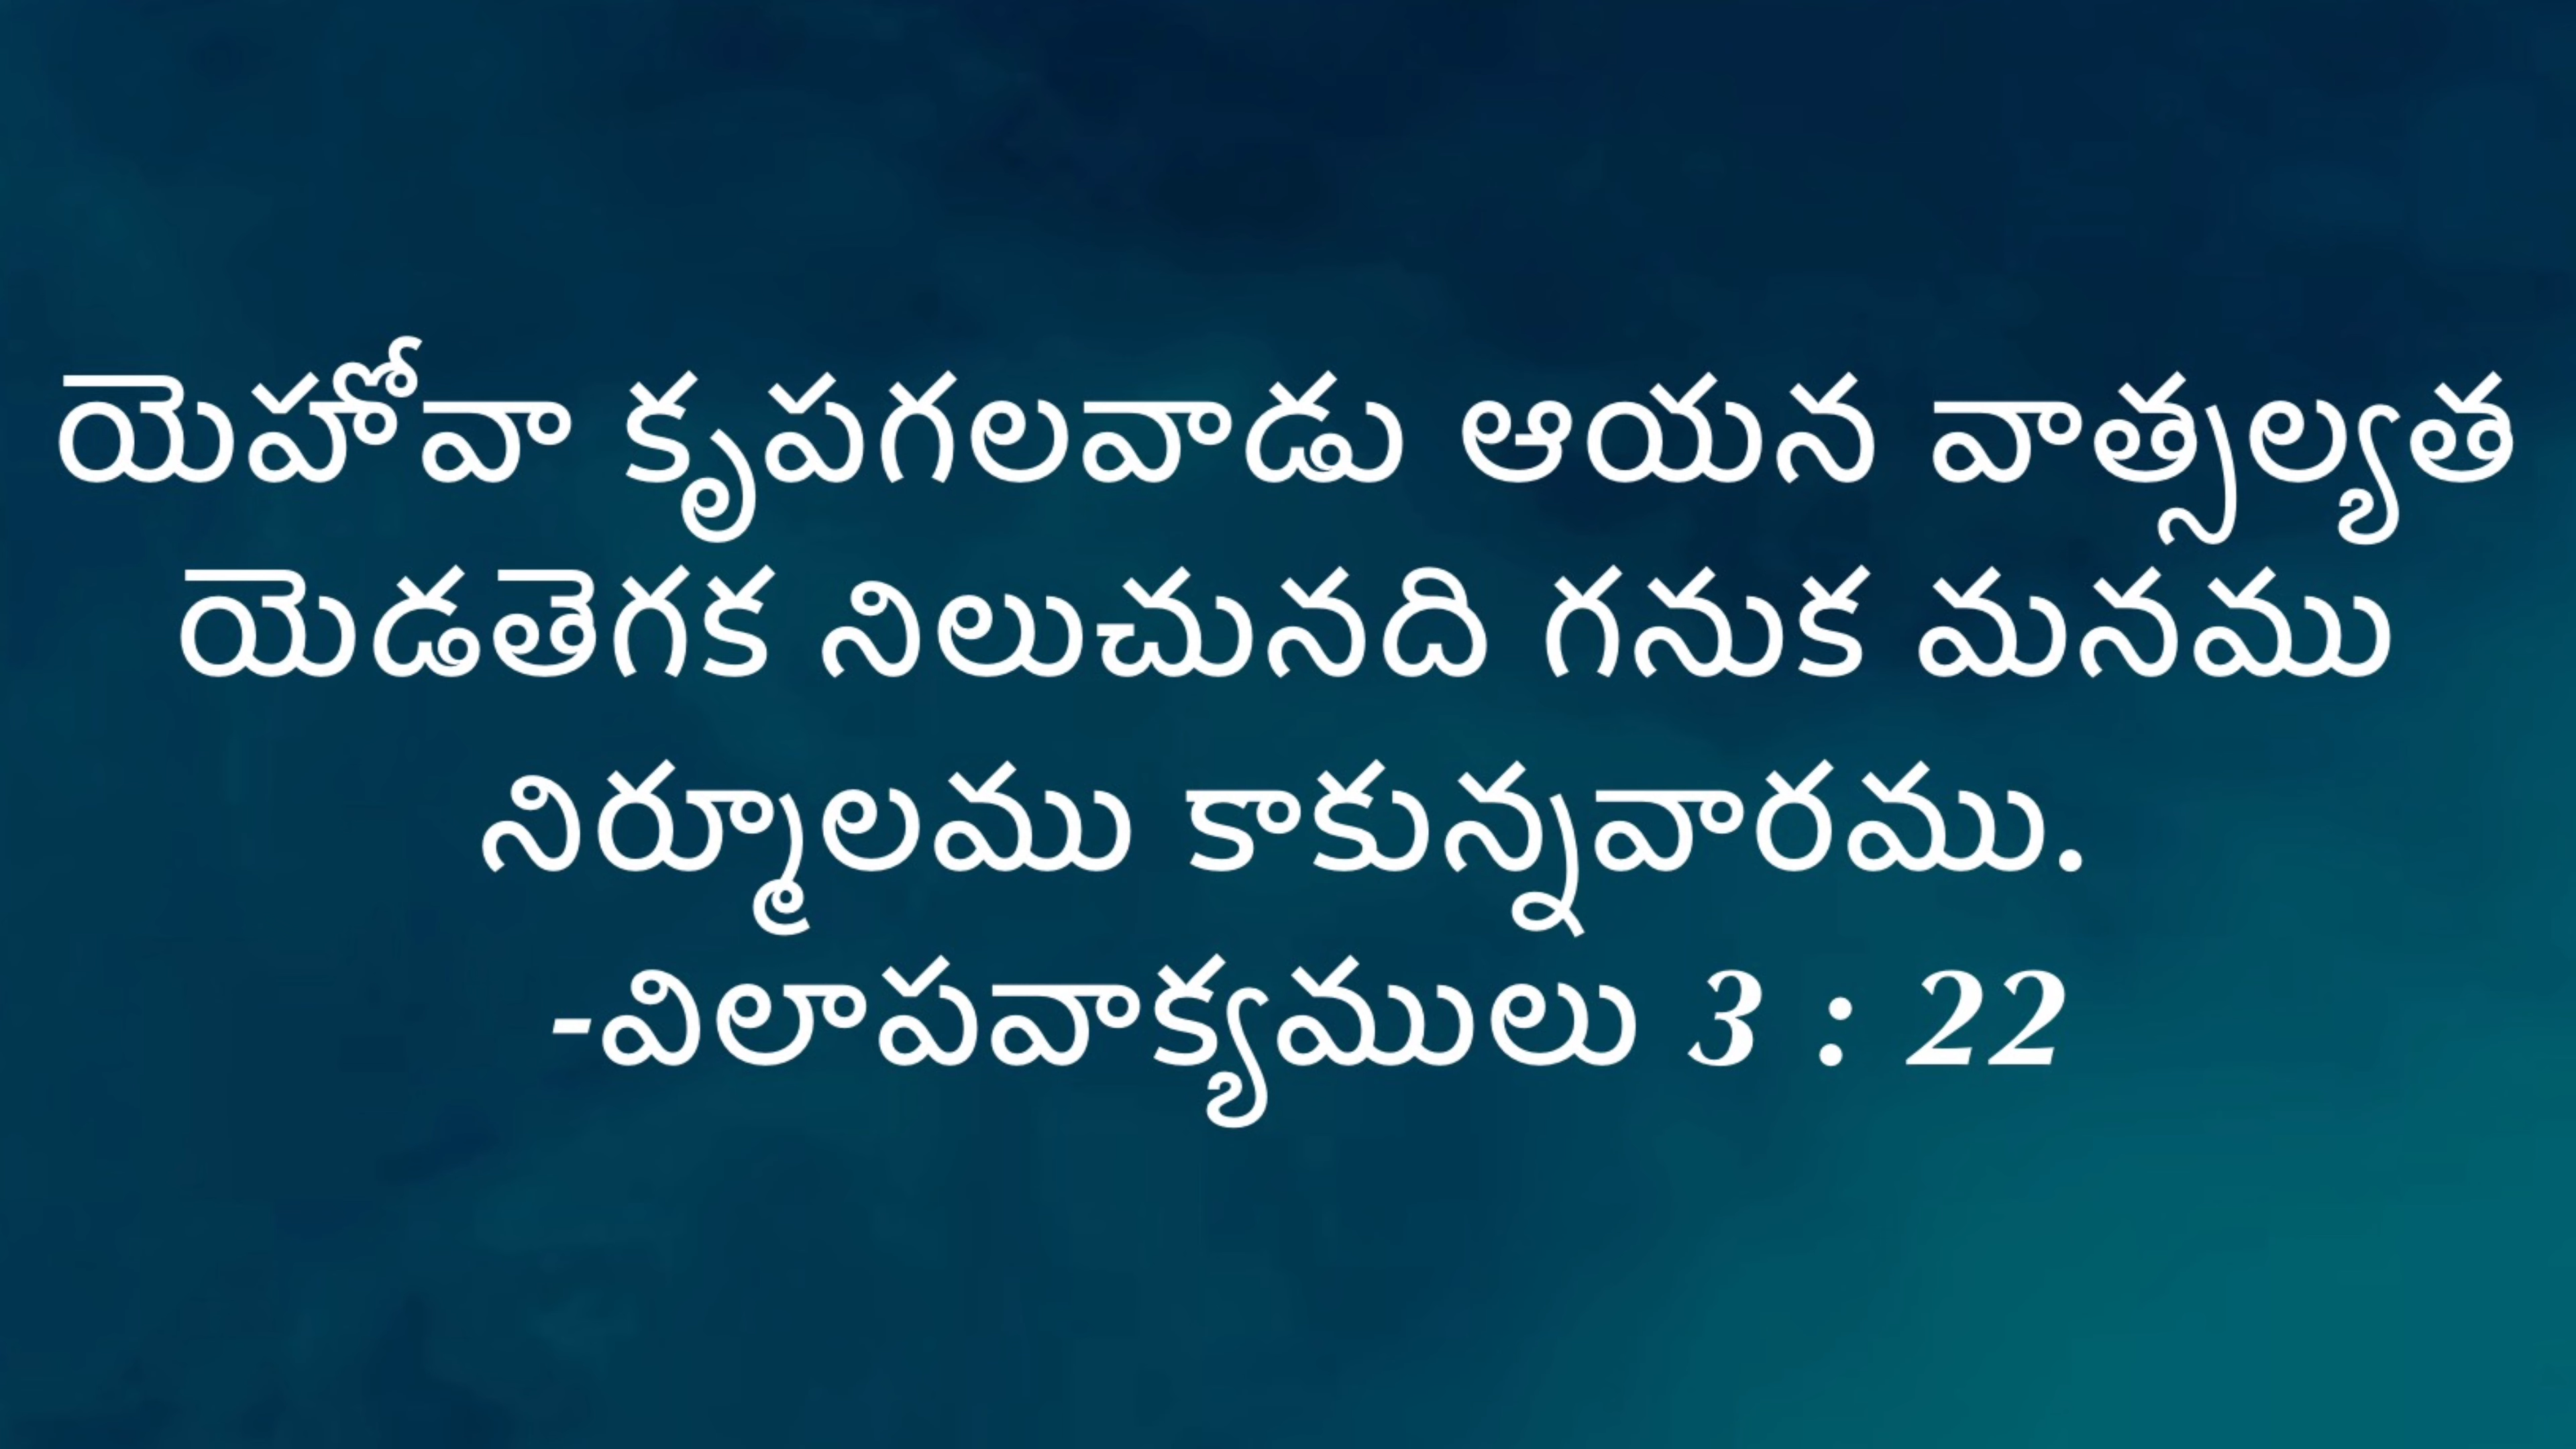 యెహోవా కృపగలవాడు ఆయన వాత్సల్యత
యెడతెగక నిలుచునది గనుక మనము
నిర్మూలము కాకున్నవారము.
-విలాపవాక్యములు 3 : 22